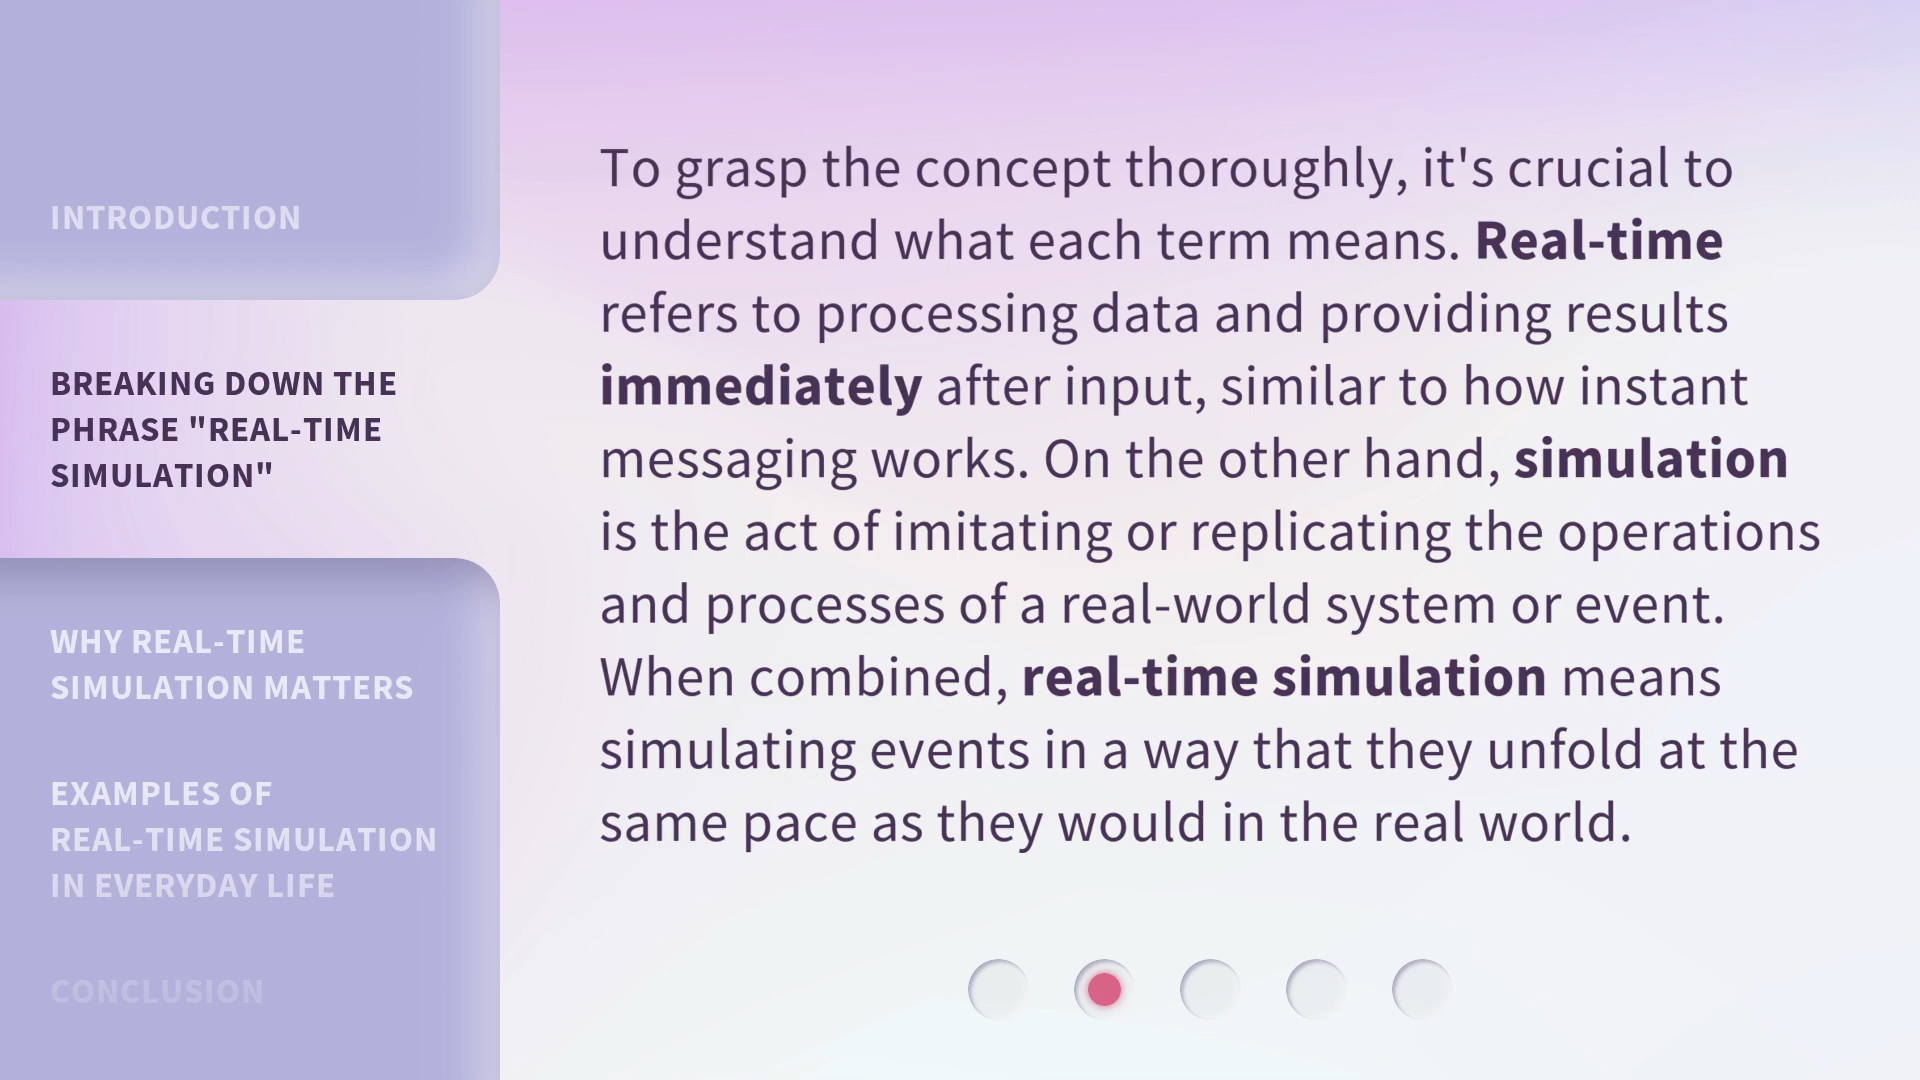 INTRODUCTION
BREAKING DOWN THE
PHRASE "REAL-TIME
SIMULATION"
WHY REAL-TIME
SIMULATION MATTERS
EXAMPLES OF
REAL-TIME SIMULATION
IN EVERYDAY LIFE
CONCLUSION
To grasp the concept thoroughly, it's crucial to
understand what each term means. Real-time
refers to processing data and providing results
immediately after input, similar to how instant
messaging works. On the other hand, simulation
is the act of imitating or replicating the operations
and processes of a real-world system or event.
When combined, real-time simulation means
simulating events in a way that they unfold at the
same pace as they would in the real world.